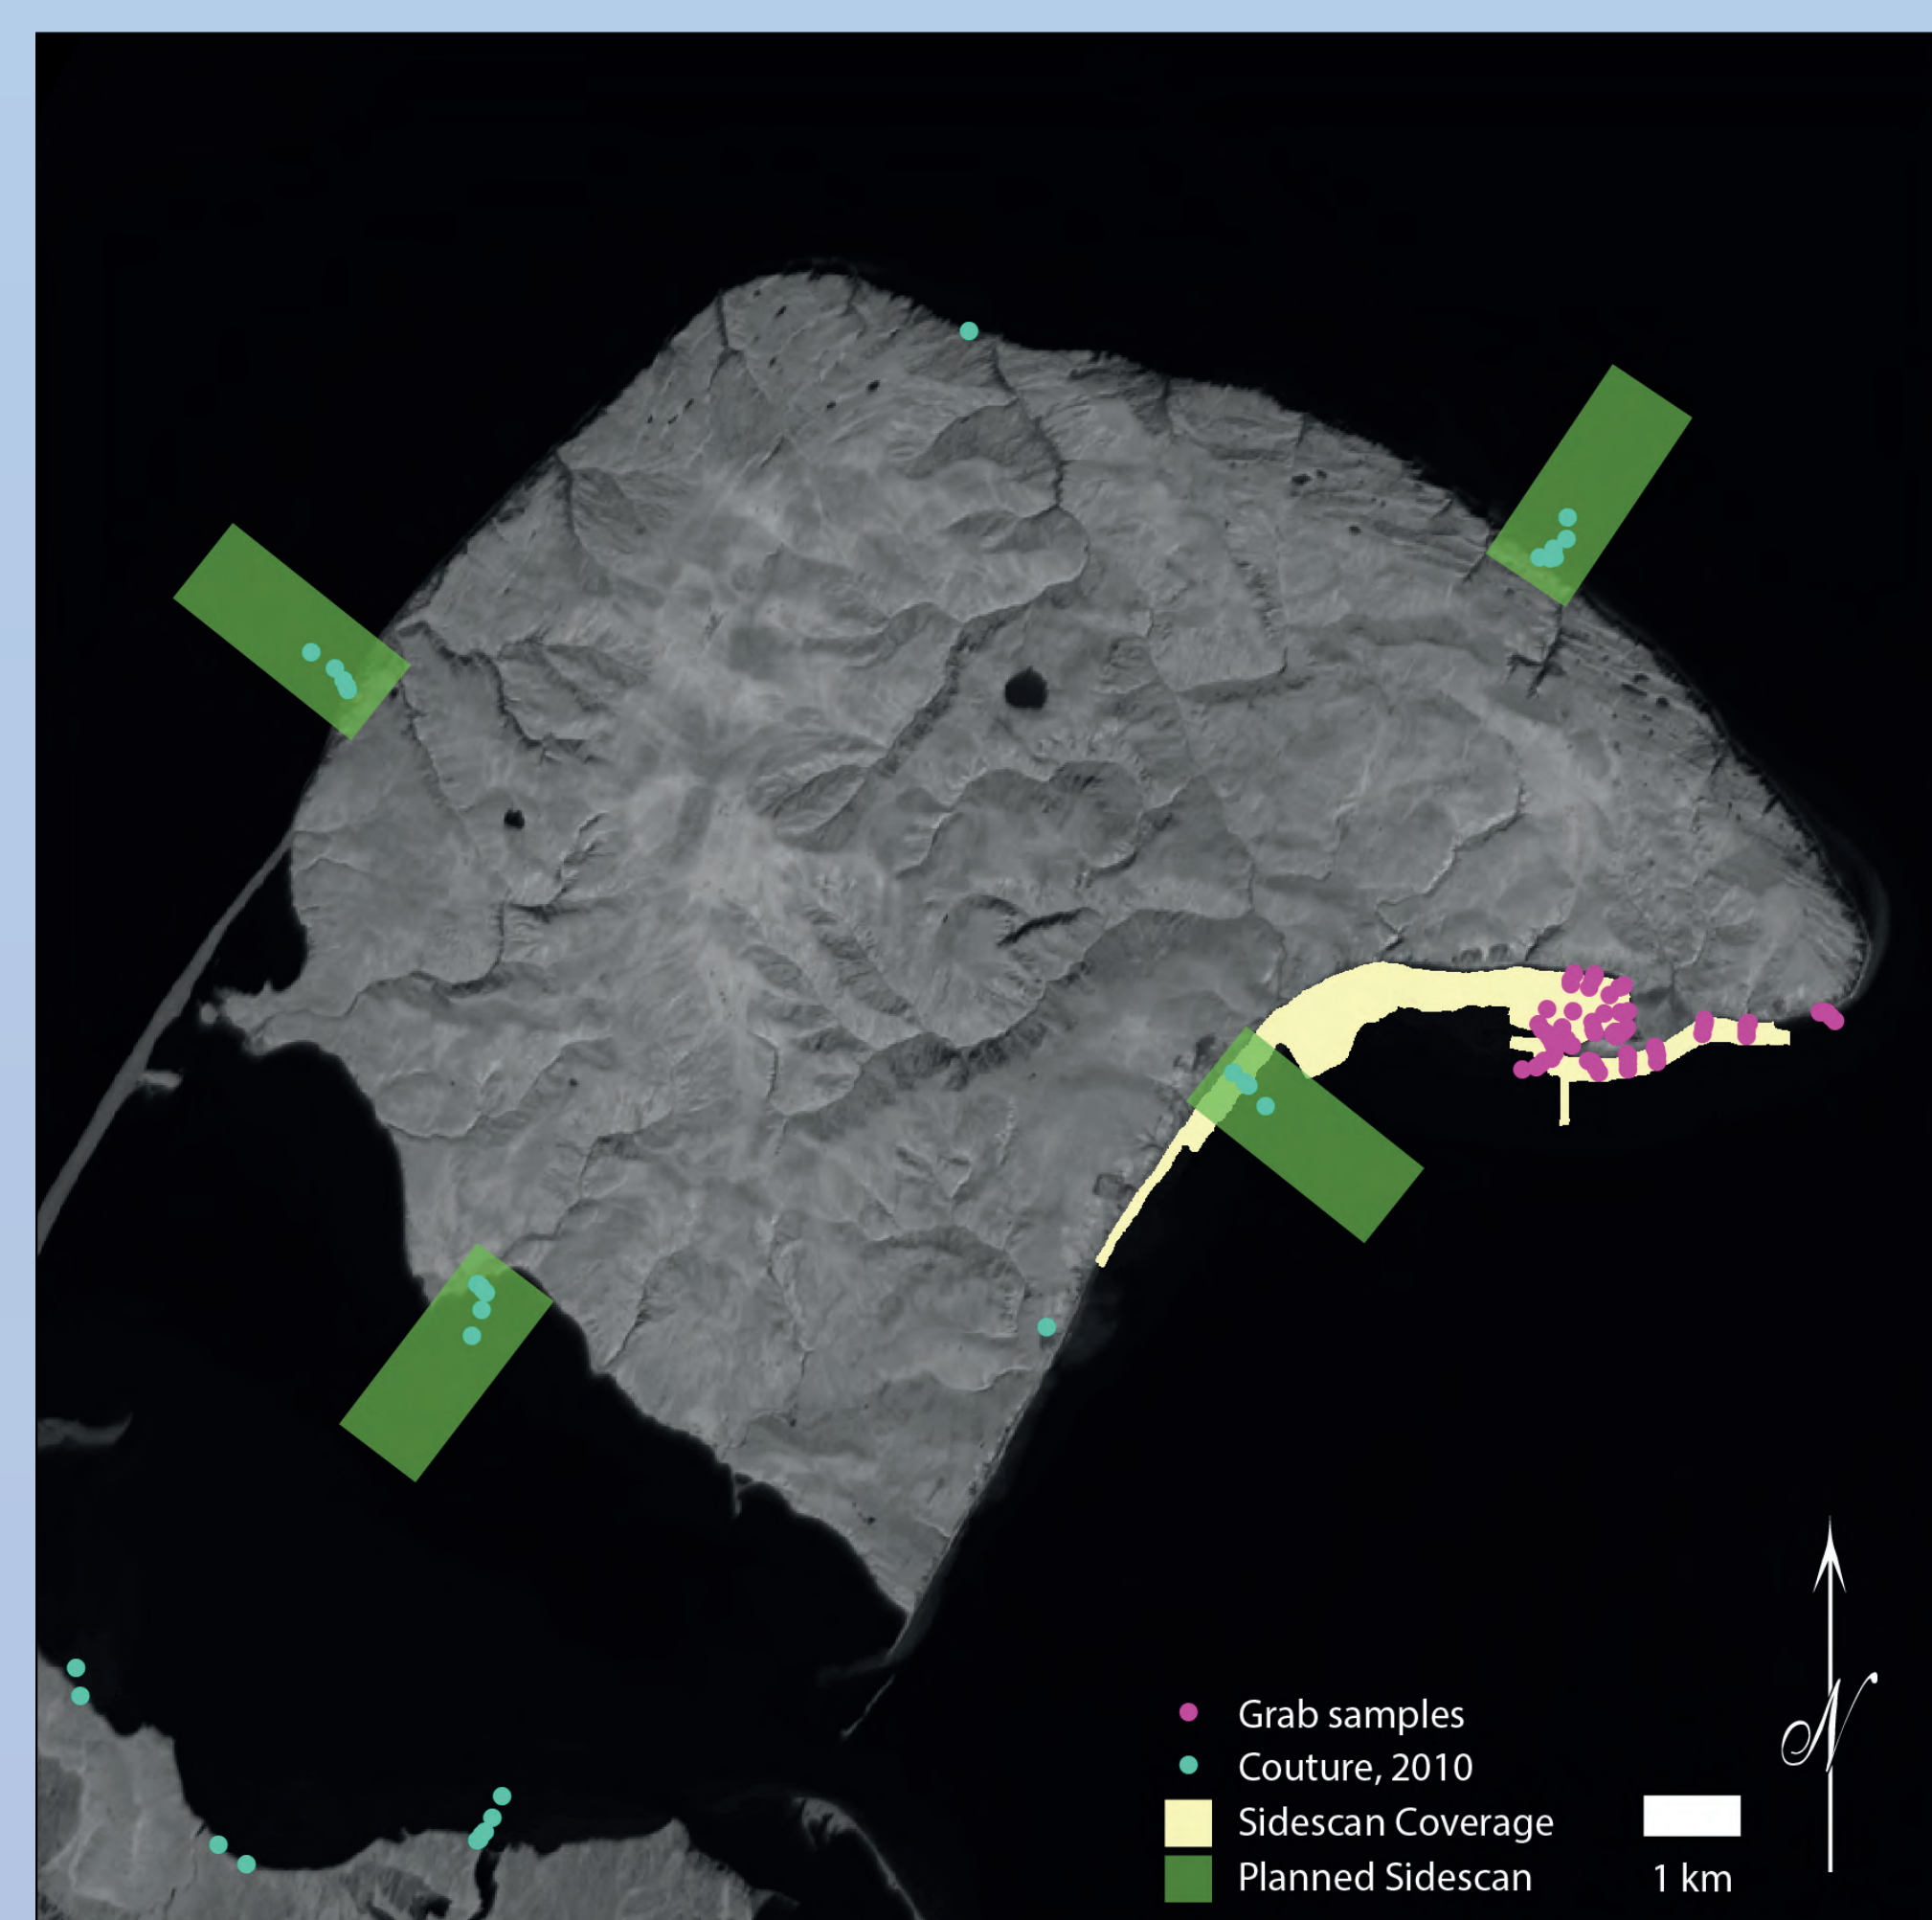 Grab samples
Couture, 2010
Sidescan Coverage
Planned Sidescan
1 km
N